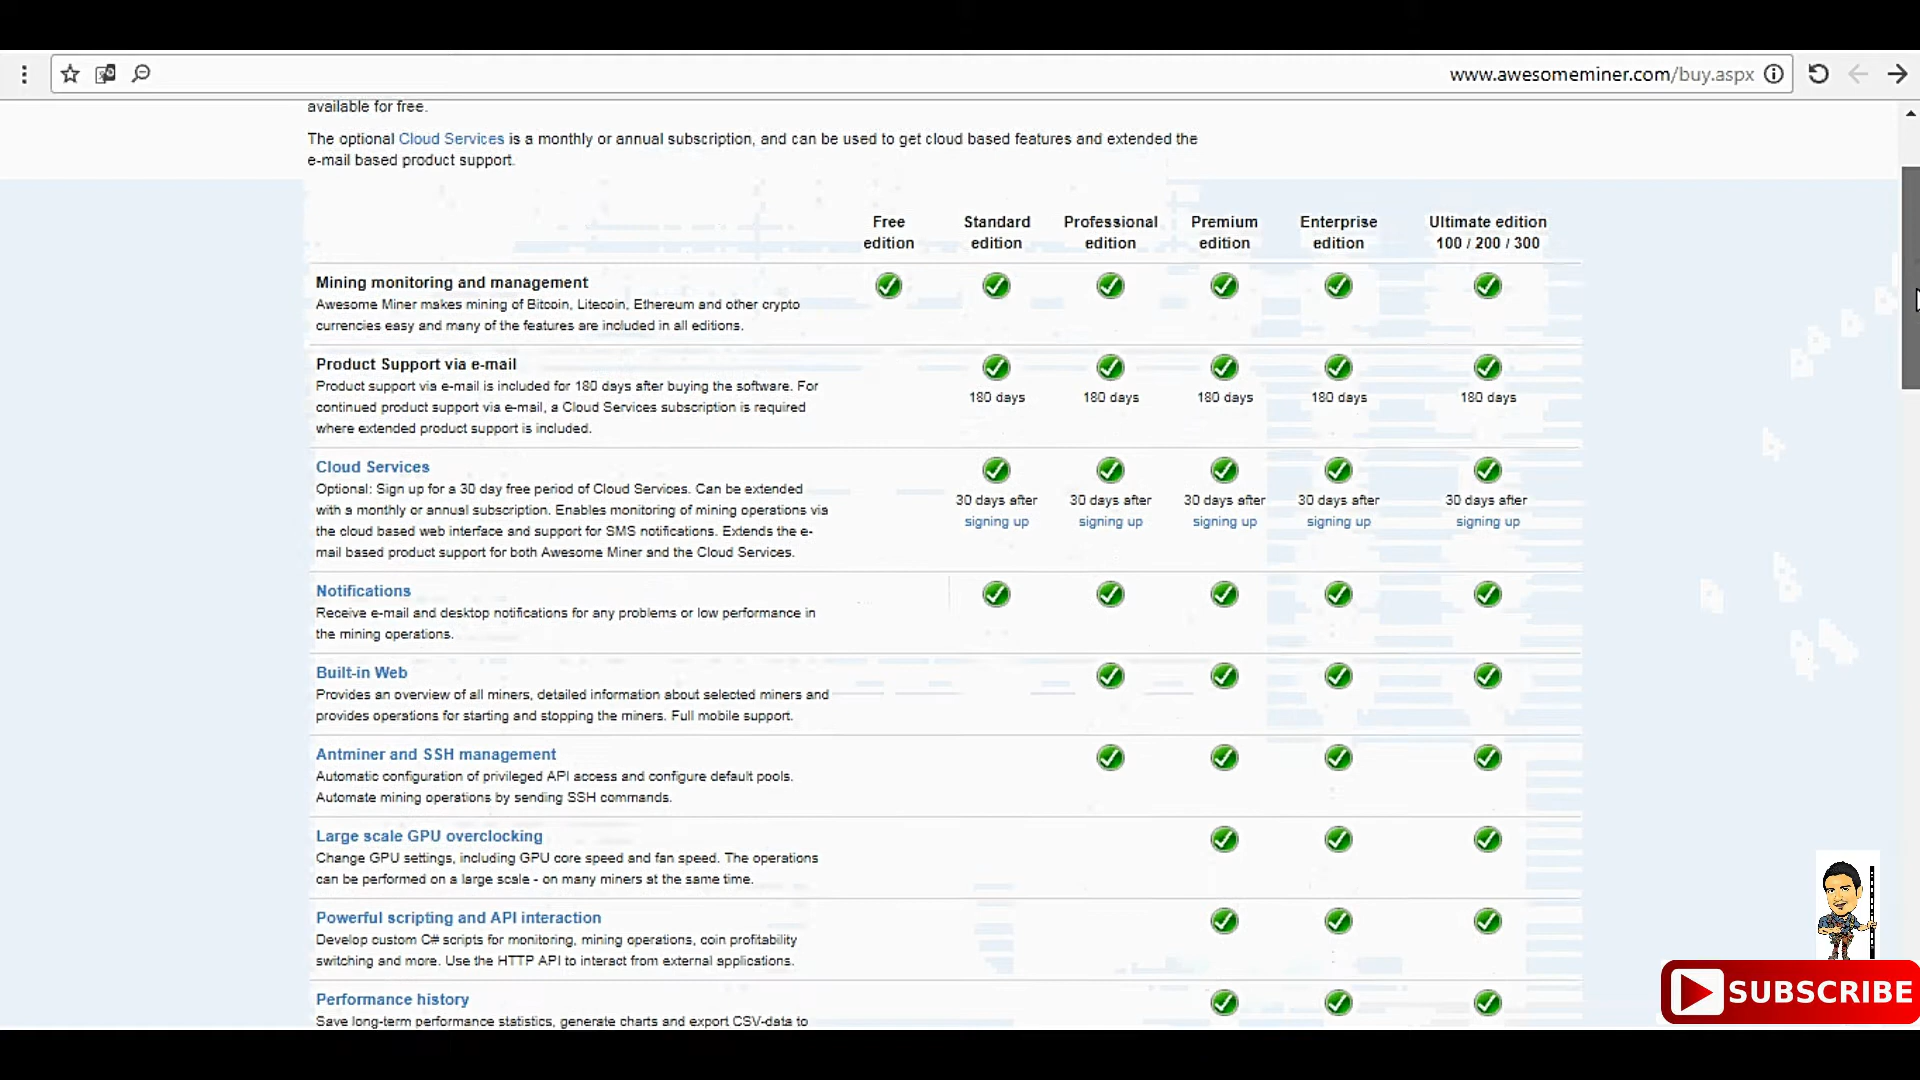 www.awesomeminer.com/buy.aspx
available for free.
The optional Cloud Services is a monthly or annual subscription, and can be used to get cloud based features and extended the
e-mail based product support.
Free edition
Standard edition
Professional edition
Premium edition
Enterprise edition
Ultimate edition 100 / 200 / 300
Mining monitoring and management
Awesome Miner makes mining of Bitcoin, Litecoin, Ethereum and other crypto
currencies easy and many of the features are included in all editions.
Product Support via e-mail
Product support via e-mail is included for 180 days after buying the software. For
continued product support via e-mail, a Cloud Services subscription is required
where extended product support is included.
180 days 180 days 180 days 180 days 180 days
Cloud Services
Optional: Sign up for a 30 day free period of Cloud Services. Can be extended
with a monthly or annual subscription. Enables monitoring of mining operations via
the cloud based web interface and support for SMS notifications. Extends the e-
mail based product support for both Awesome Miner and the Cloud Services.
30 days after 30 days after 30 days after 30 days after 30 days after
signing up signing up signing up signing up signing up
Notifications
Receive e-mail and desktop notifications for any problems or low performance in
the mining operations.
Built-in Web
Provides an overview of all miners, detailed information about selected miners and
provides operations for starting and stopping the miners. Full mobile support.
Antminer and SSH management
Automatic configuration of privileged API access and configure default pools.
Automate mining operations by sending SSH commands.
Large scale GPU overclocking
Change GPU settings, including GPU core speed and fan speed. The operations
can be performed on a large scale - on many miners at the same time.
Powerful scripting and API interaction
Develop custom C# scripts for monitoring, mining operations, coin profitability
switching and more. Use the HTTP API to interact from external applications.
Performance history
Save long-term performance statistics, generate charts and export CSV-data to
SUBSCRIBE